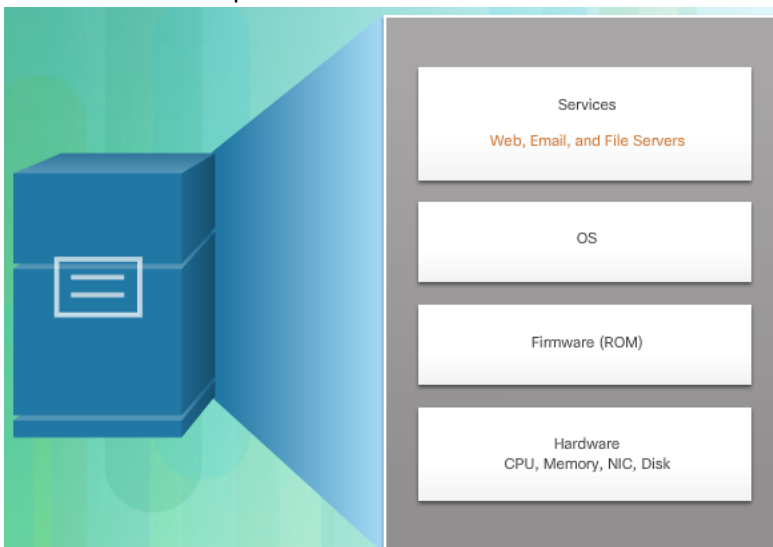 Services
Web, Email, and File Servers
OS
Firmware (ROM)
Hardware
CPU, Memory, NIC, Disk